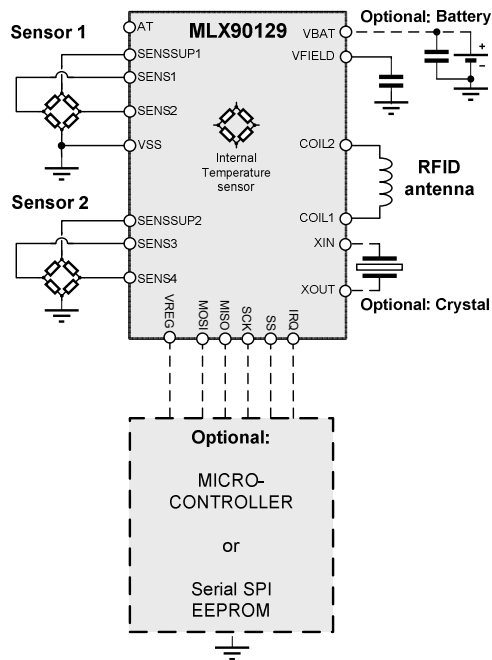 Sensor 1
AT
MLX90129
Optional: Battery
VBAT
SENSSUP1
VFIELD
+
-
SENS1
SENS2
VSS
Internal
Temperature
sensor
COIL2
RFID
antenna
COIL1
Sensor 2
SENSSUP2
SENS3
SENS4
XIN
XOUT
Optional: Crystal
VREG
MOSI
MISO
SCK
SS
IRQ
Optional:
MICRO-
CONTROLLER
or
Serial SPI
EEPROM